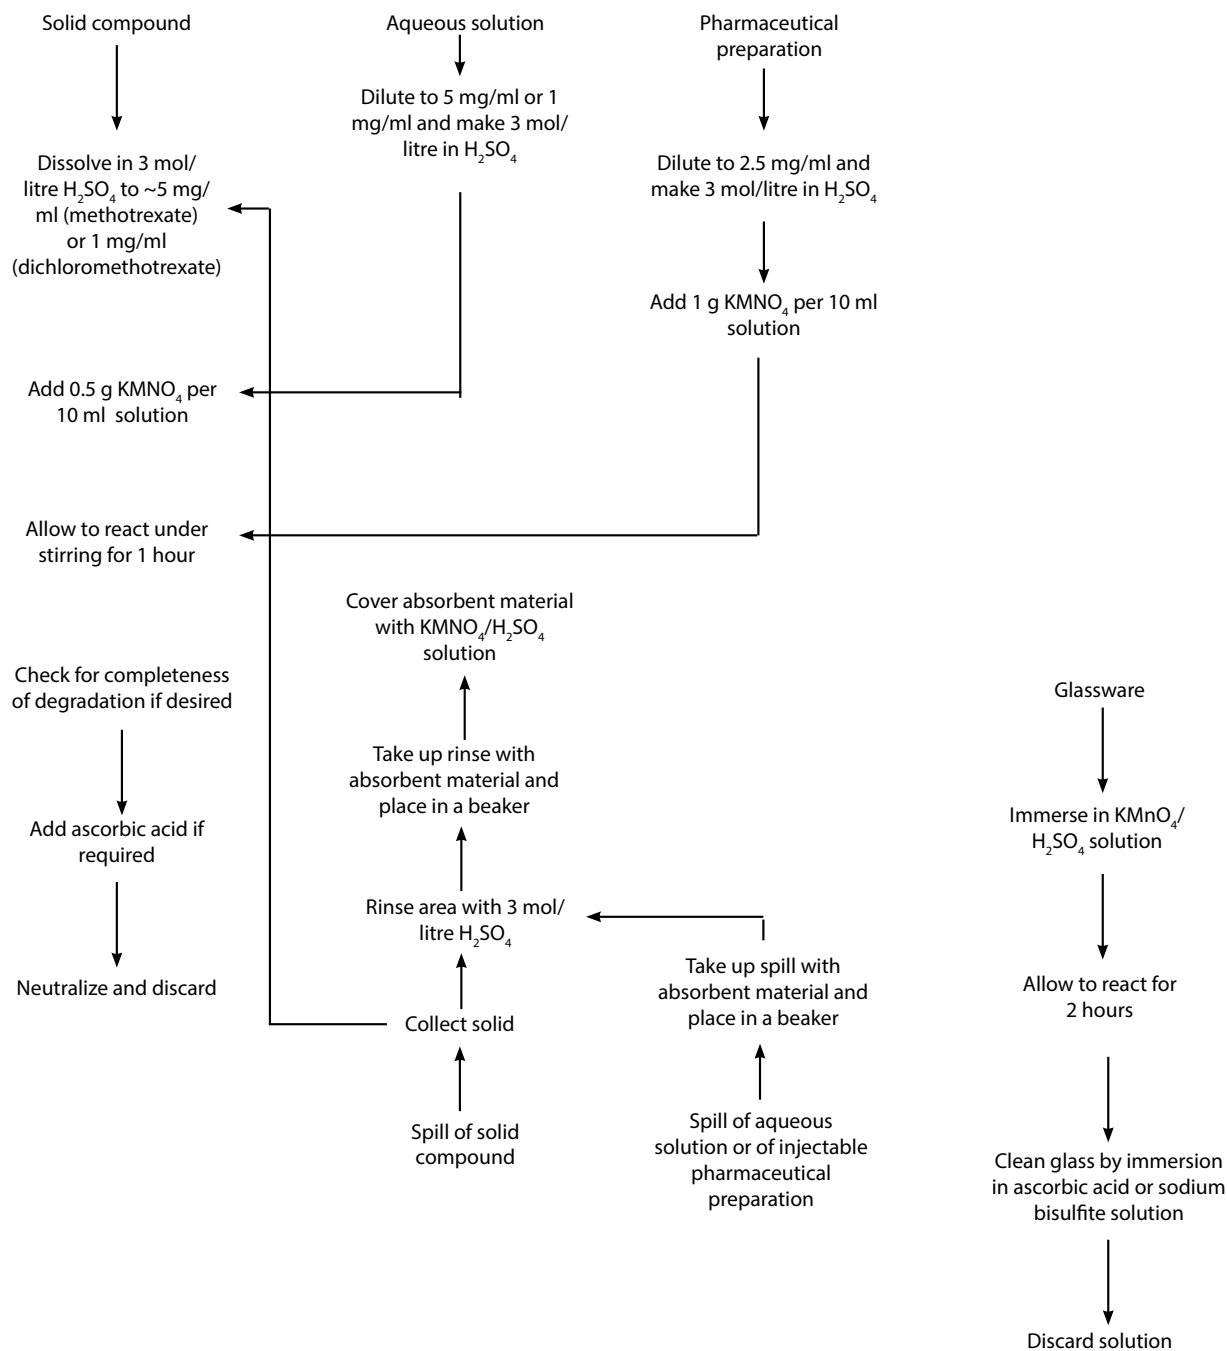 Solid compound
Dissolve in 3 mol/
litre H₂SO₄ to ~5 mg/
ml (methotrexate)
or 1 mg/ml
(dichloromethotrexate)
Add 0.5 g KMNO₄ per
10 ml solution
Allow to react under
stirring for 1 hour
Check for completeness
of degradation if desired
Add ascorbic acid if
required
Neutralize and discard
Aqueous solution
Dilute to 5 mg/ml or 1
mg/ml and make 3 mol/
litre in H₂SO₄
Pharmaceutical
preparation
Dilute to 2.5 mg/ml and
make 3 mol/litre in H₂SO₄
Add 1 g KMNO₄ per 10 ml
solution
Cover absorbent material
with KMNO₄/H₂SO₄
solution
Take up rinse with
absorbent material and
place in a beaker
Rinse area with 3 mol/
litre H₂SO₄
Collect solid
Spill of solid
compound
Take up spill with
absorbent material and
place in a beaker
Spill of aqueous
solution or of injectable
pharmaceutical
preparation
Glassware
Immerse in KMnO₄/
H₂SO₄ solution
Allow to react for
2 hours
Clean glass by immersion
in ascorbic acid or sodium
bisulfite solution
Discard solution